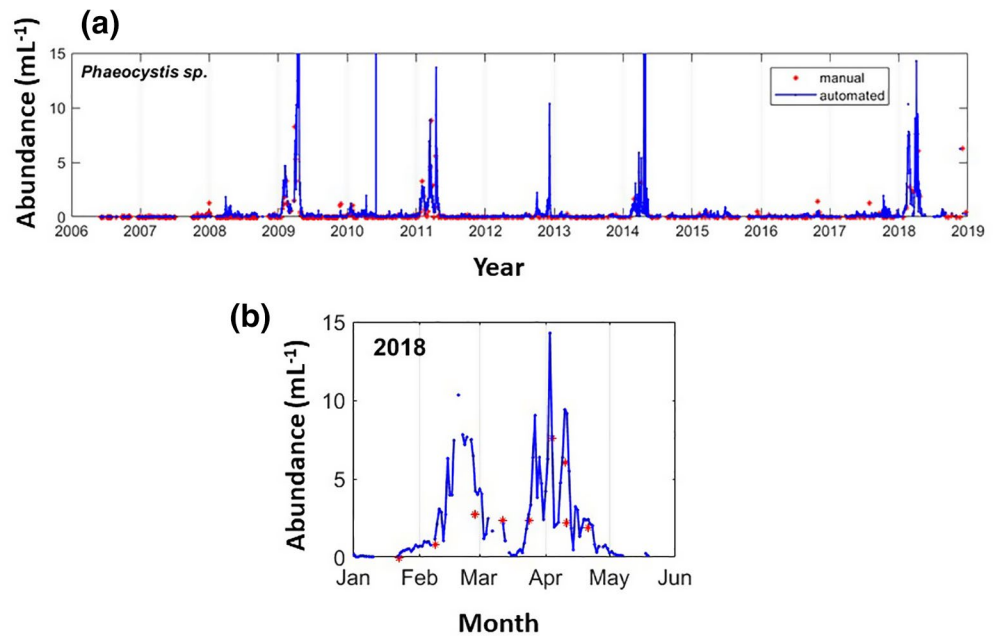 (a)
Abundance (mL-1)
15
10
5
0
Phaeocystis sp.
manual
automated
2006 2007 2008 2009 2010 2011 2012 2013 2014 2015 2016 2017 2018 2019
Year
(b)
Abundance (mL-1)
15
10
5
0
2018
Jan Feb Mar Apr May Jun
Month